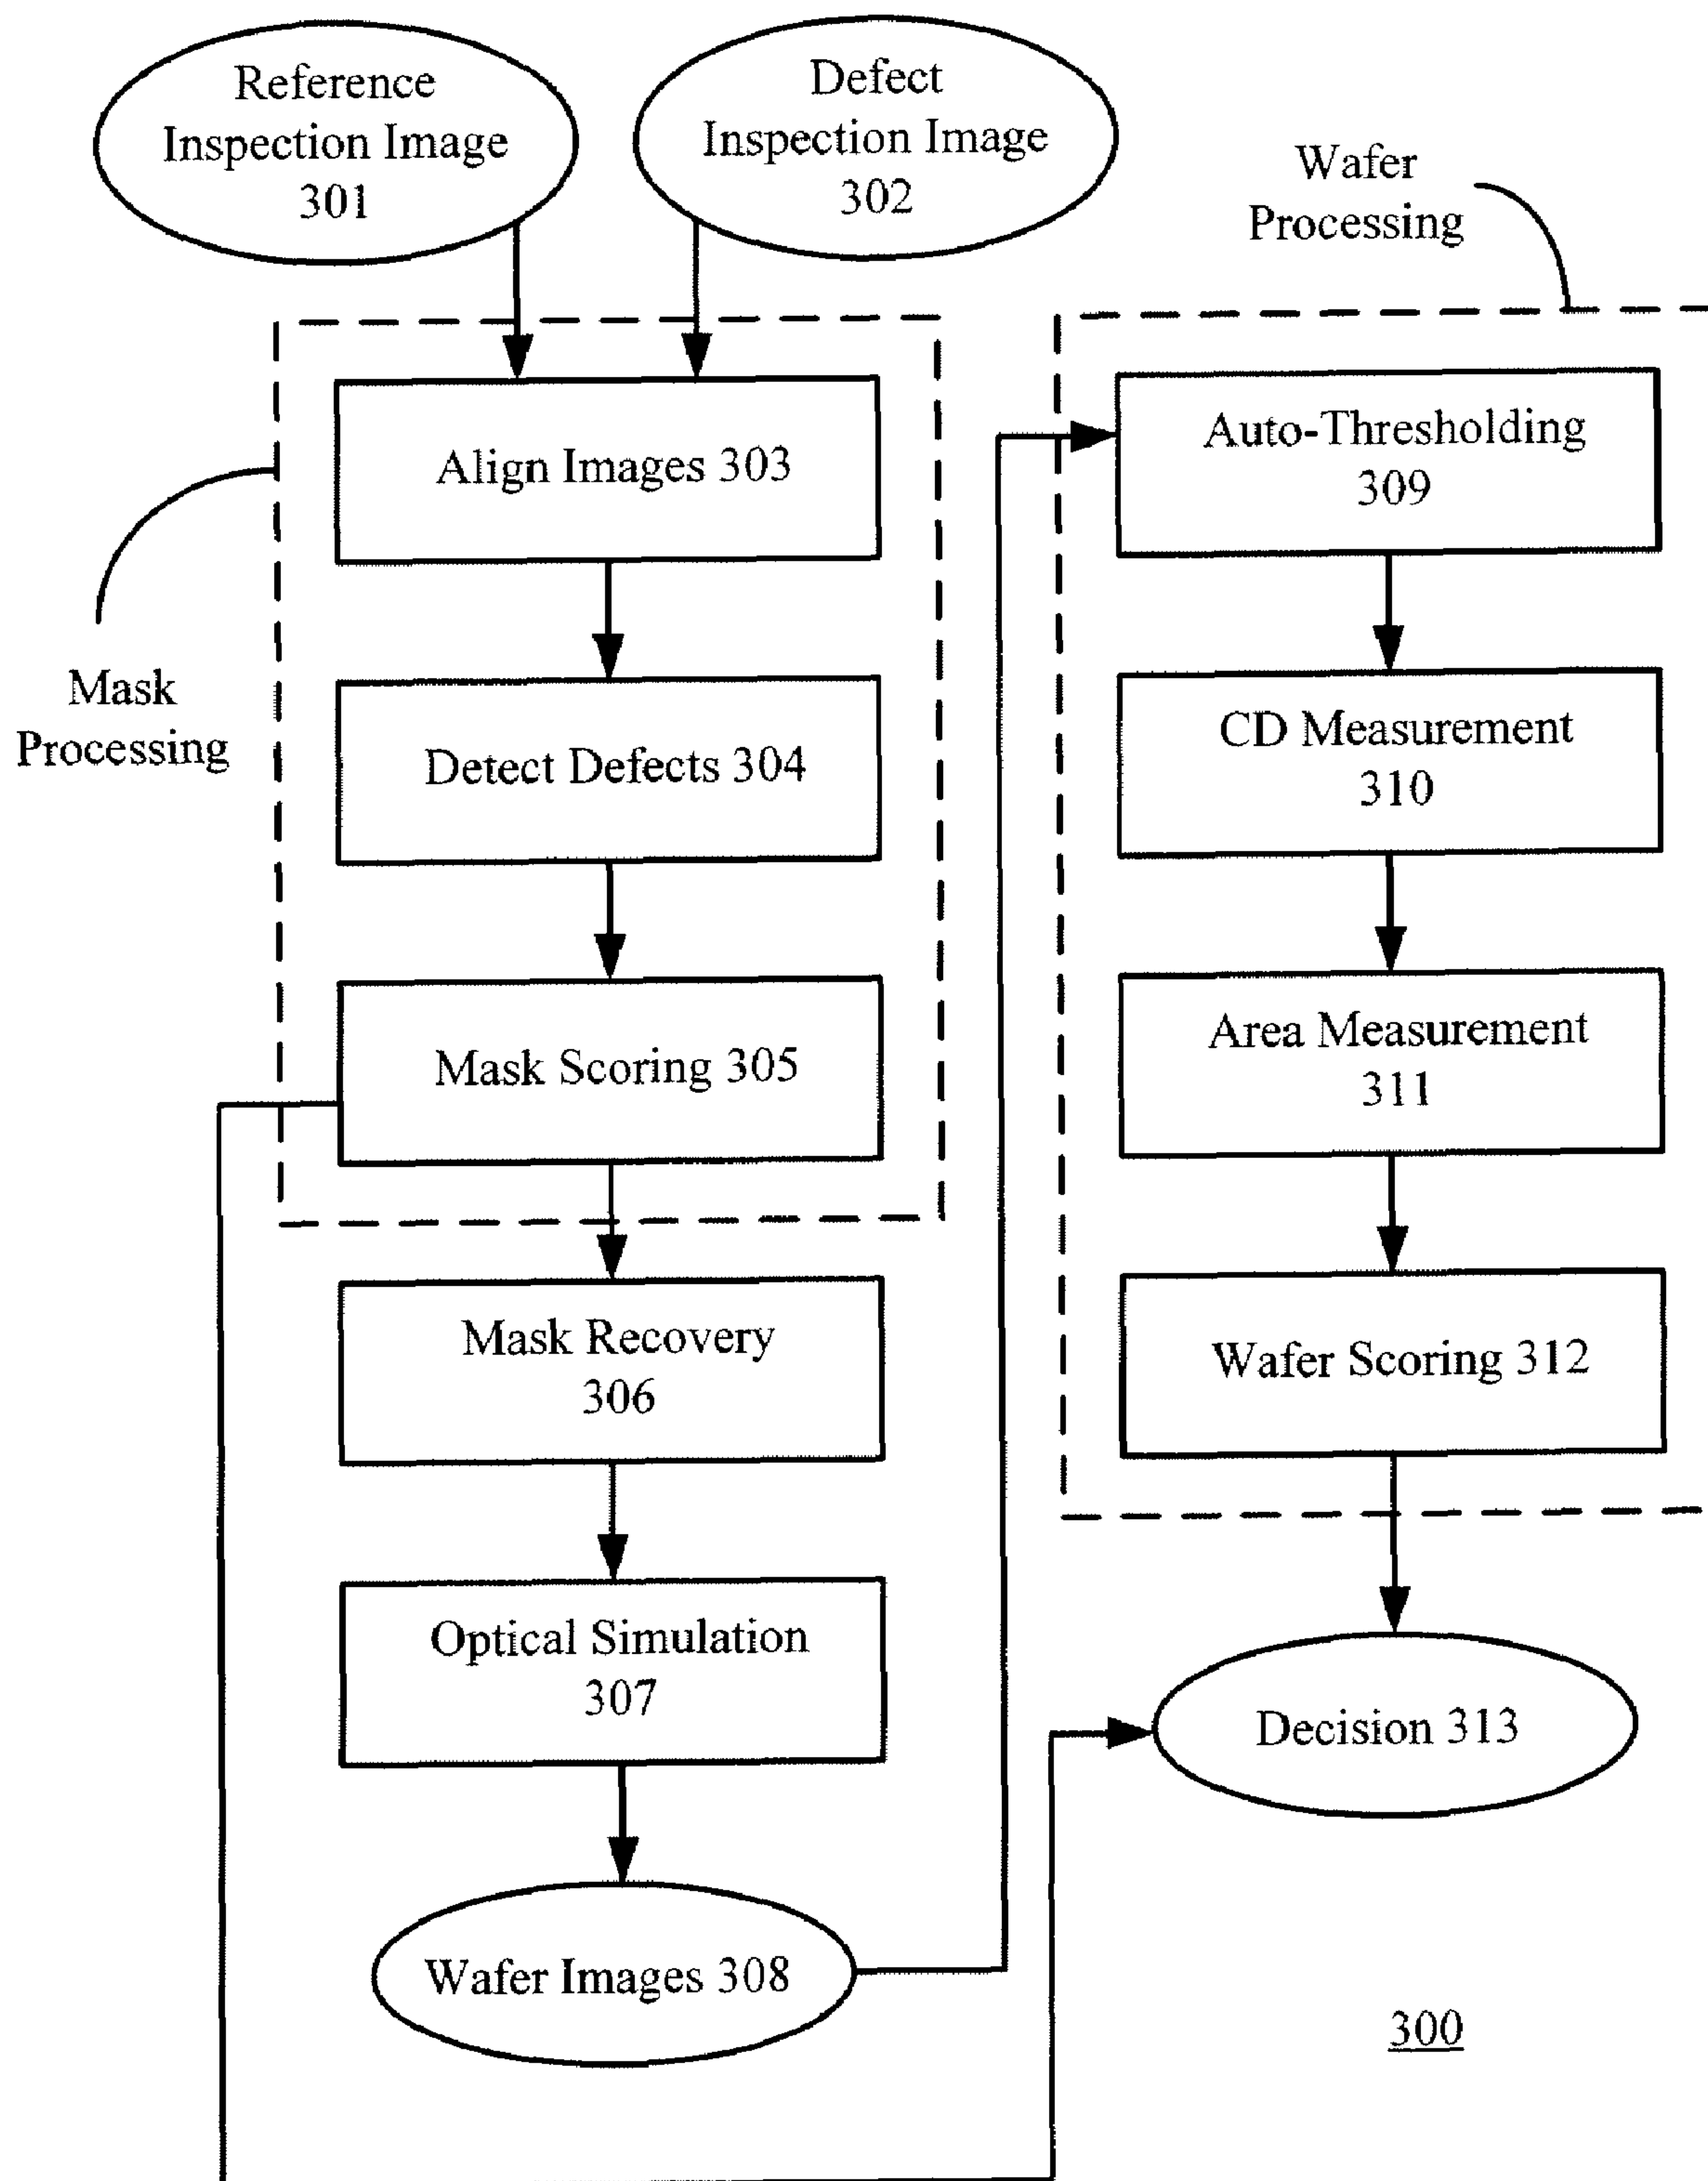 Reference
Inspection Image
301
Defect
Inspection Image
302
Wafer
Processing
Mask
Processing
Align Images 303
Detect Defects 304
Mask Scoring 305
Mask Recovery
306
Optical Simulation
307
Wafer Images 308
Auto-Thresholding
309
CD Measurement
310
Area Measurement
311
Wafer Scoring 312
Decision 313
300